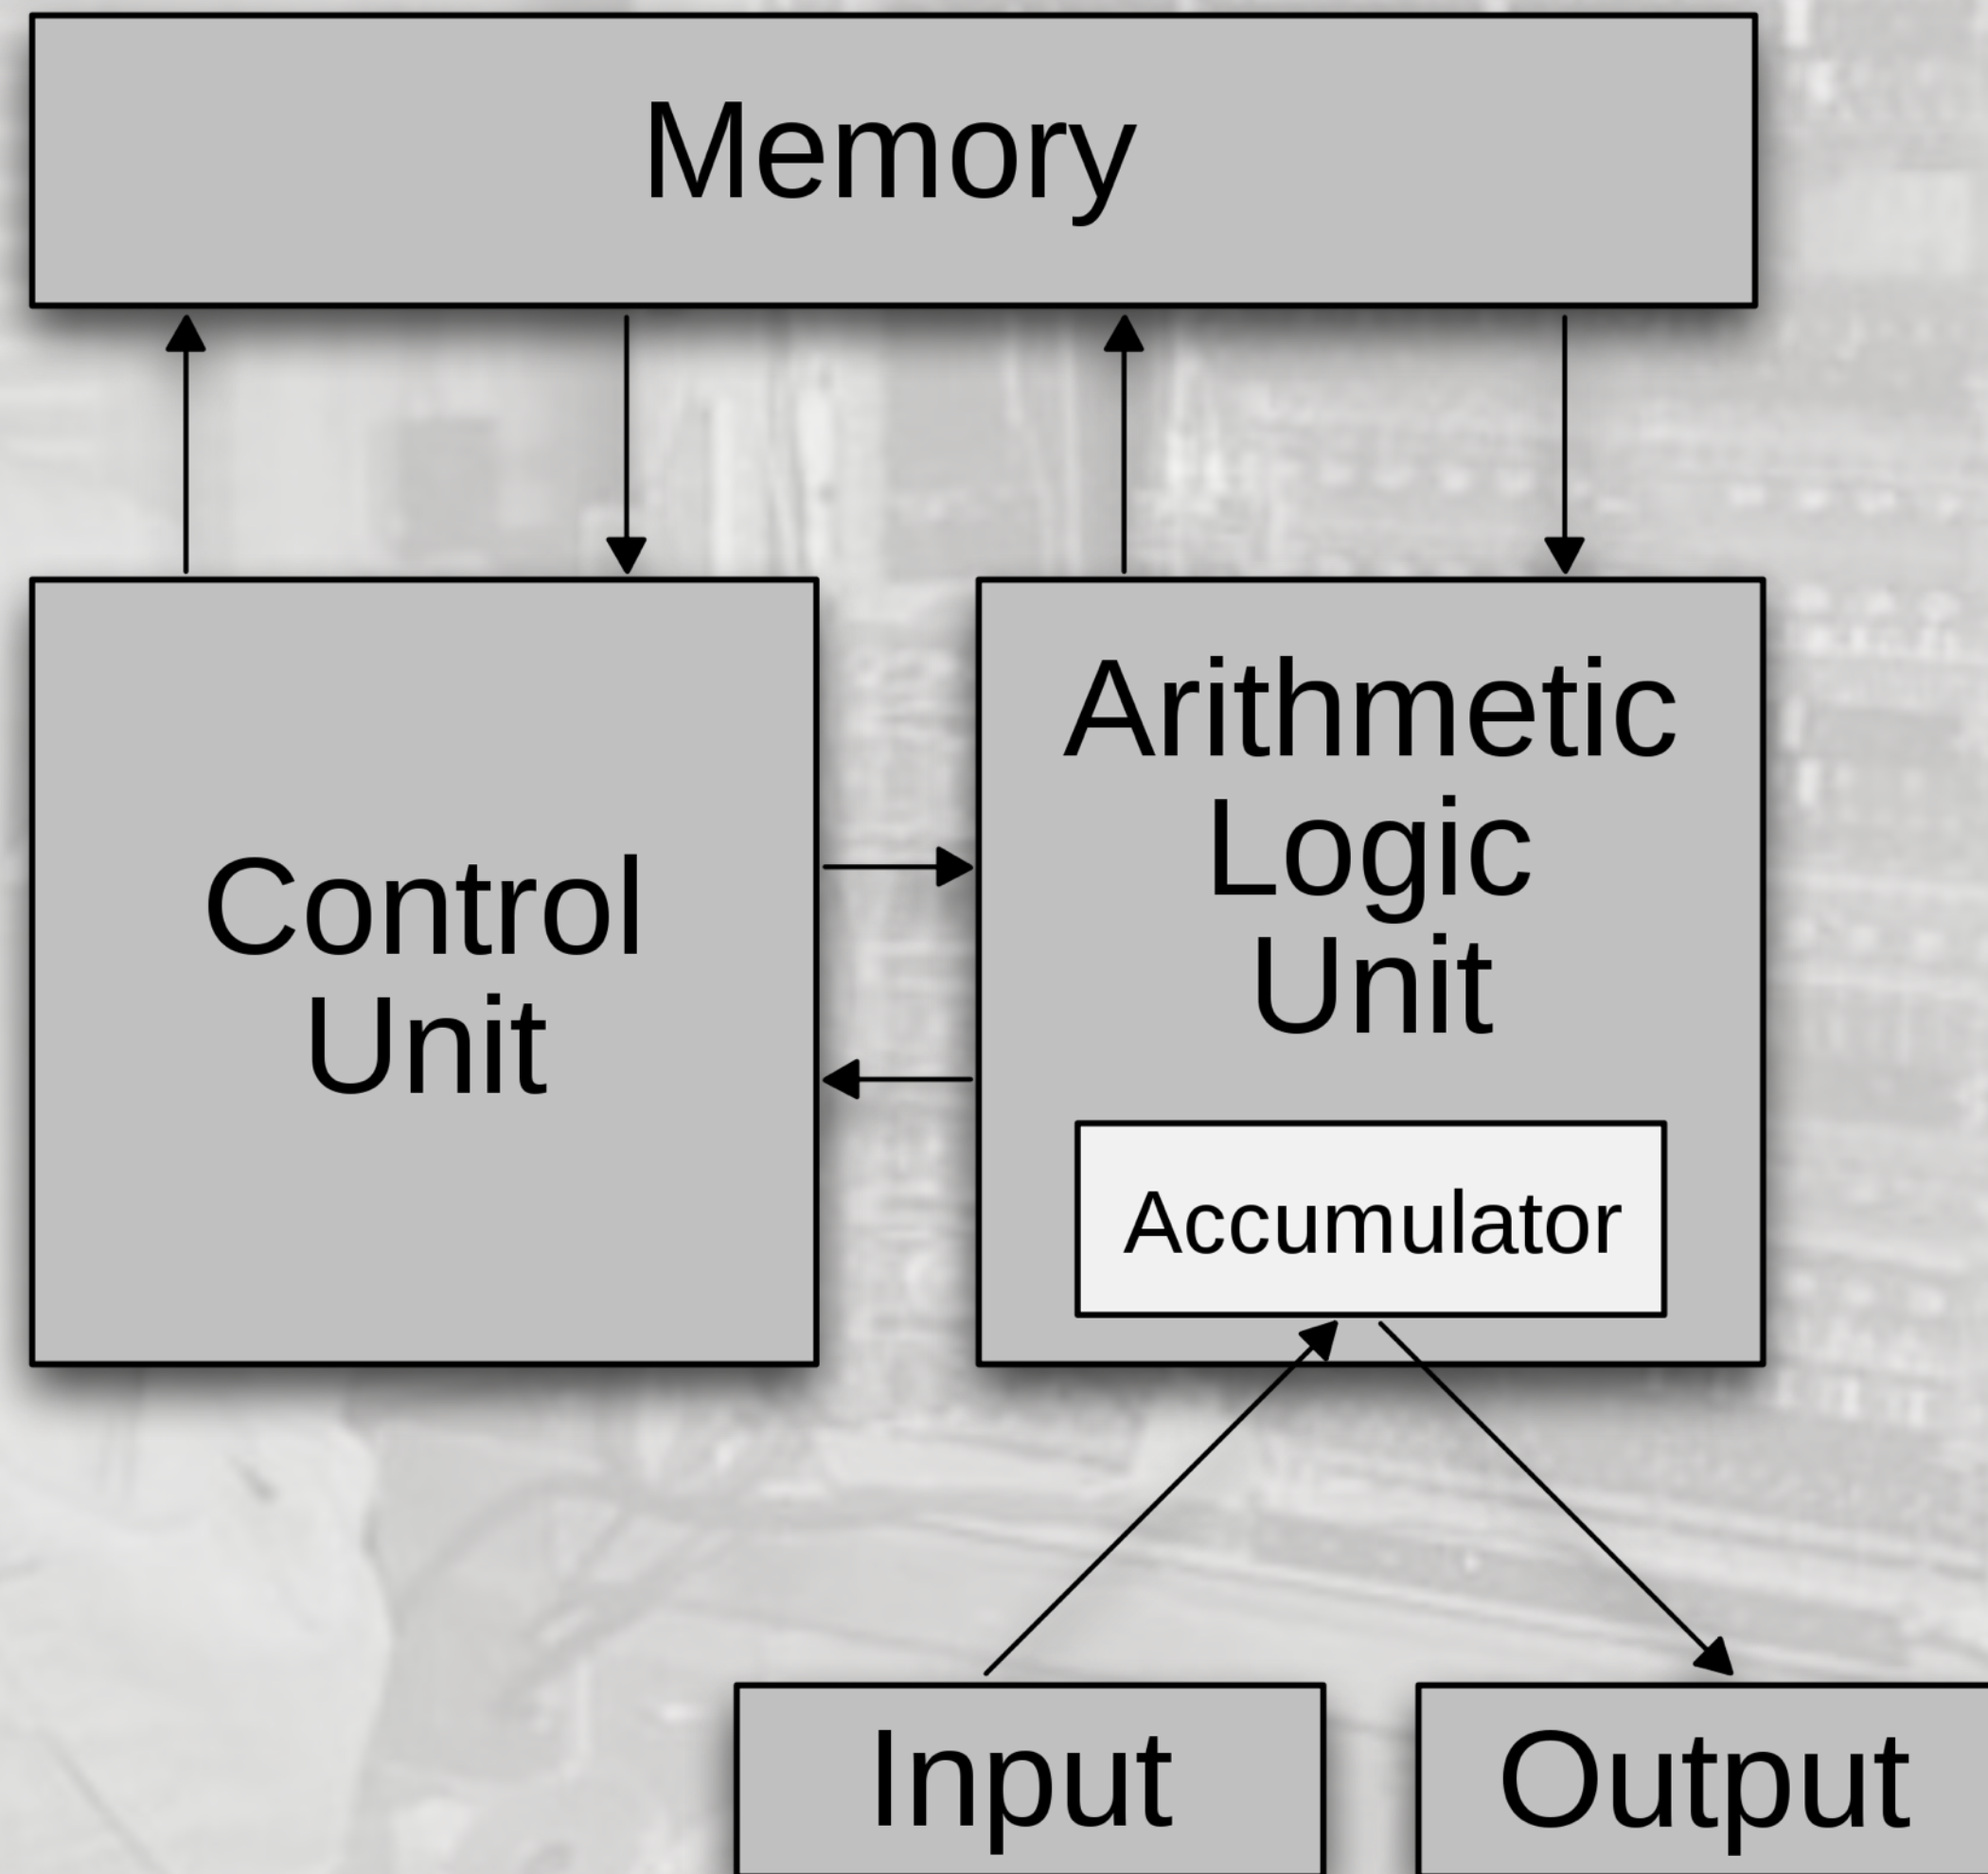 Memory
Control
Unit
Arithmetic
Logic
Unit
Accumulator
Input
Output